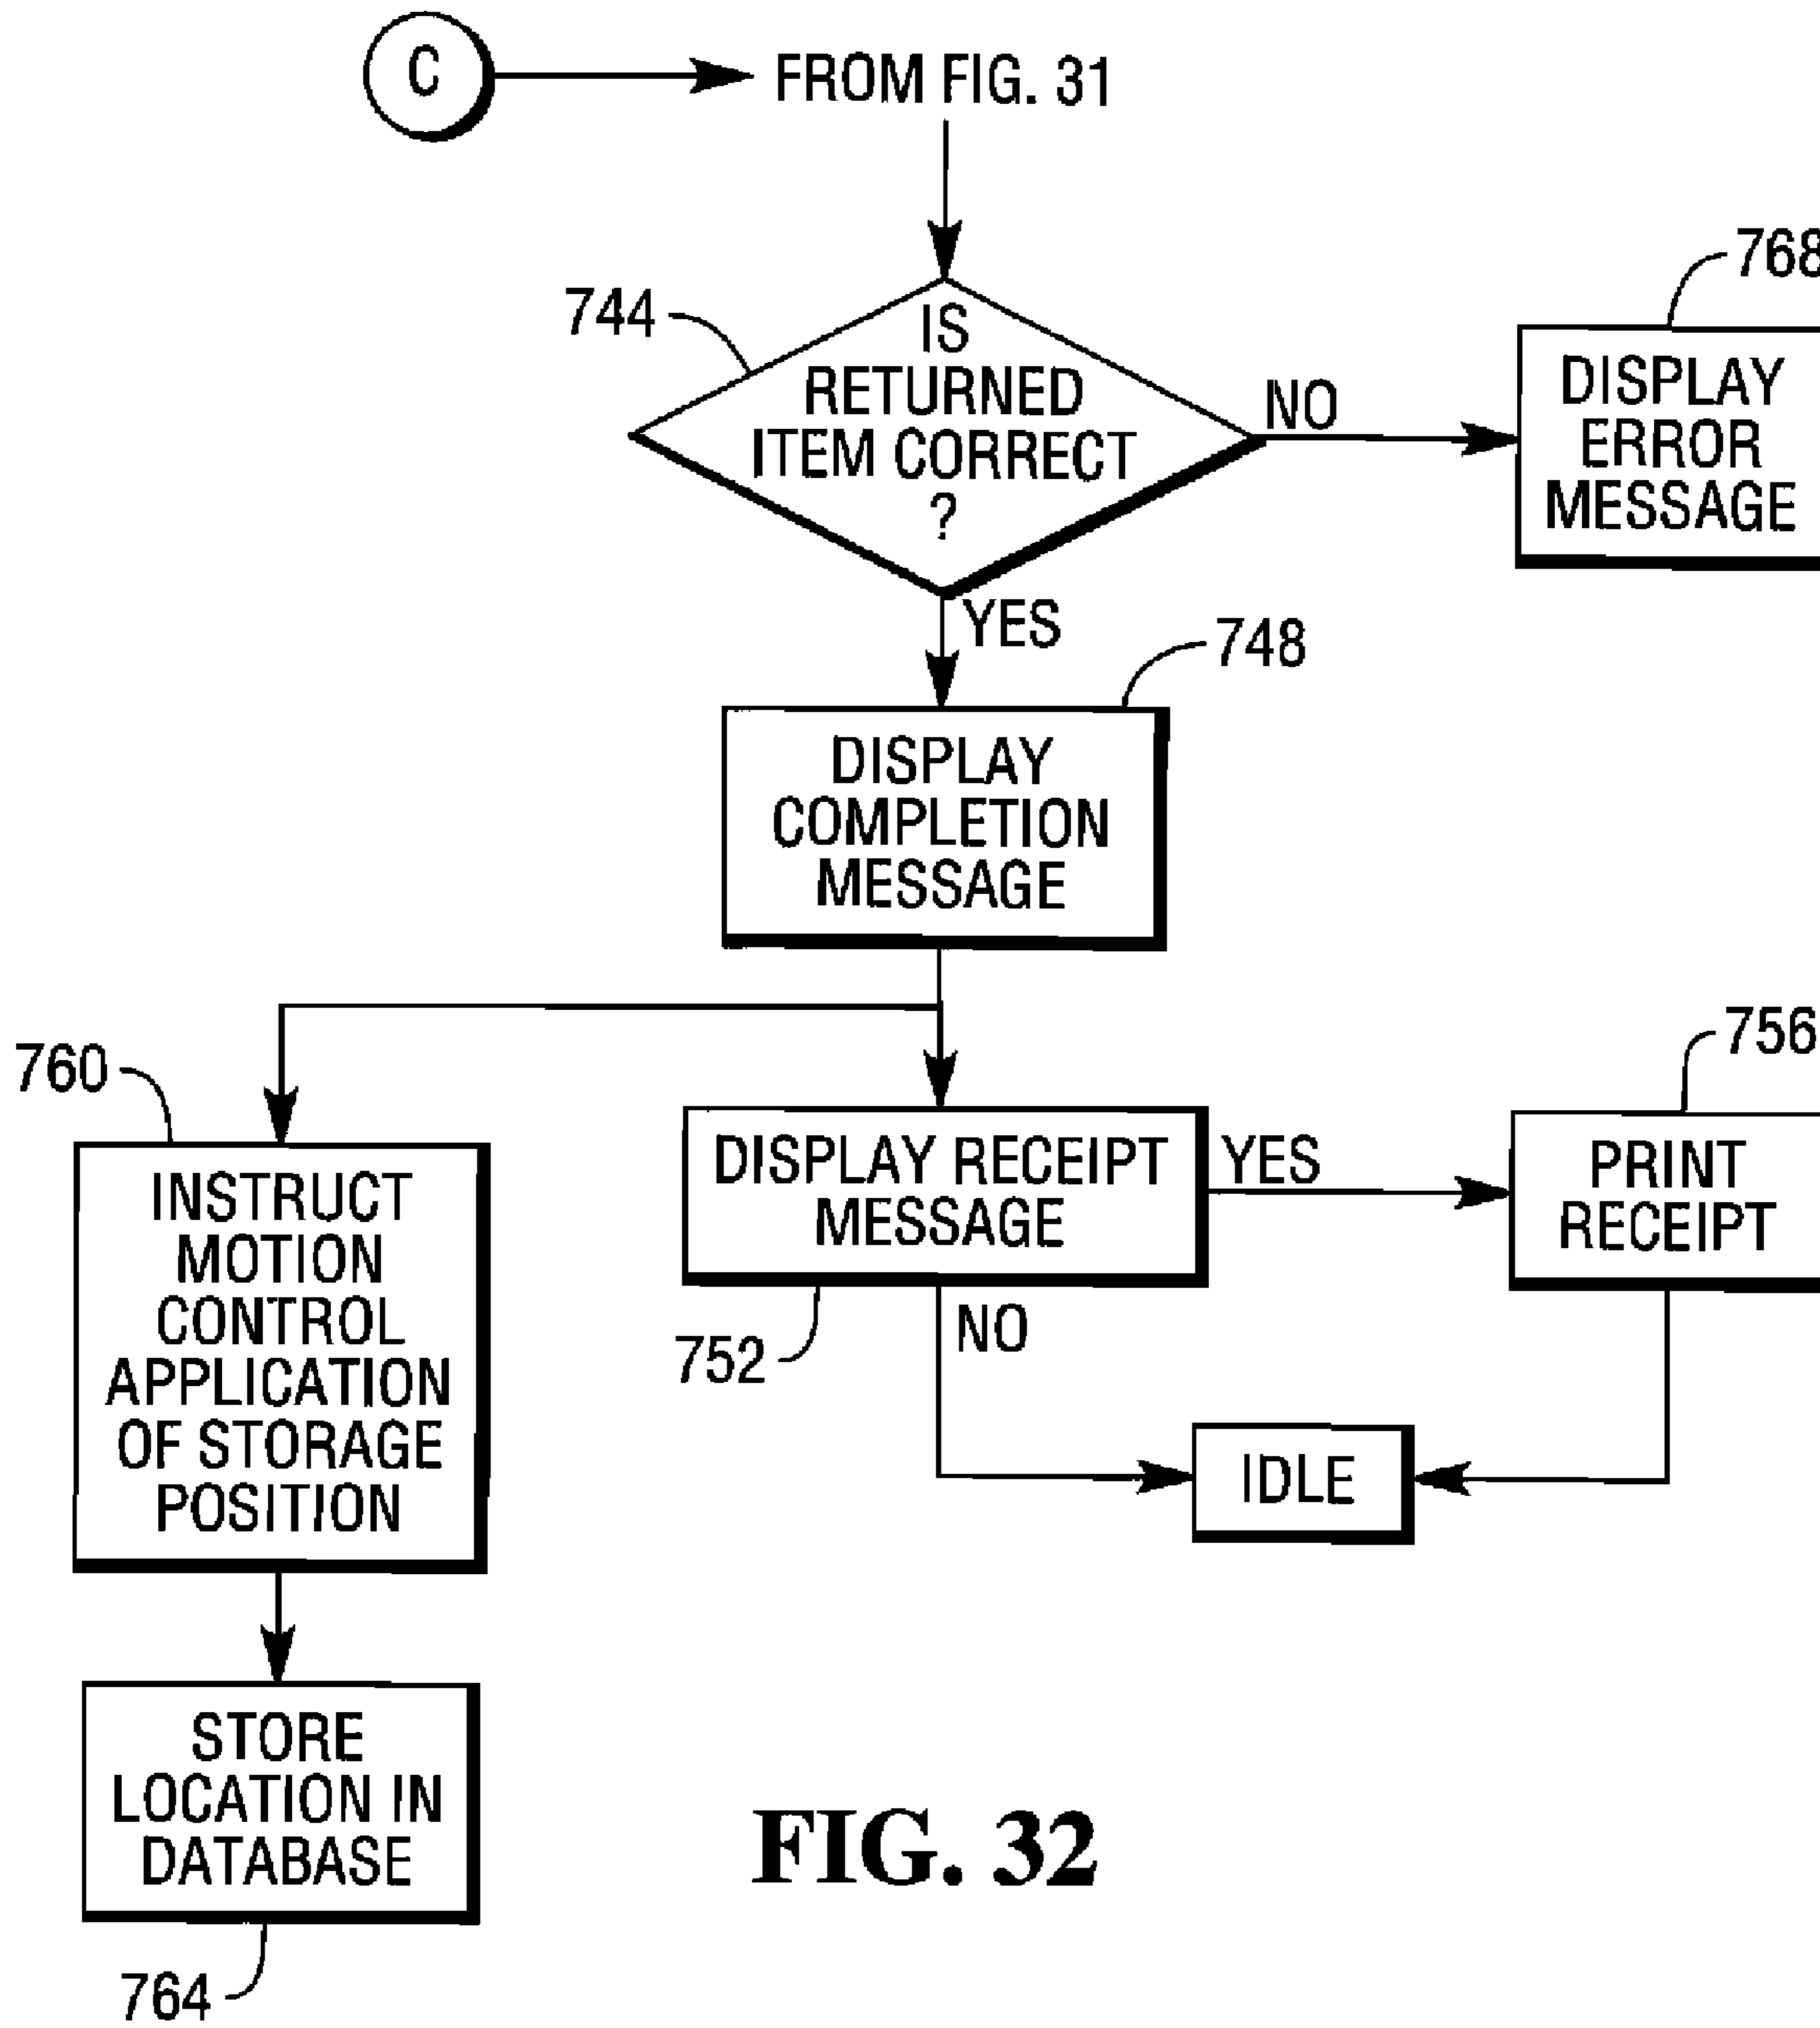 C
FROM FIG. 31
744
IS
RETURNED
ITEM CORRECT
?
NO
768
DISPLAY
ERROR
MESSAGE
YES
748
DISPLAY
COMPLETION
MESSAGE
760
INSTRUCT
MOTION
CONTROL
APPLICATION
OF STORAGE
POSITION
DISPLAY RECEIPT
MESSAGE
752
YES
756
PRINT
RECEIPT
NO
IDLE
STORE
LOCATION IN
DATABASE
764
FIG. 32